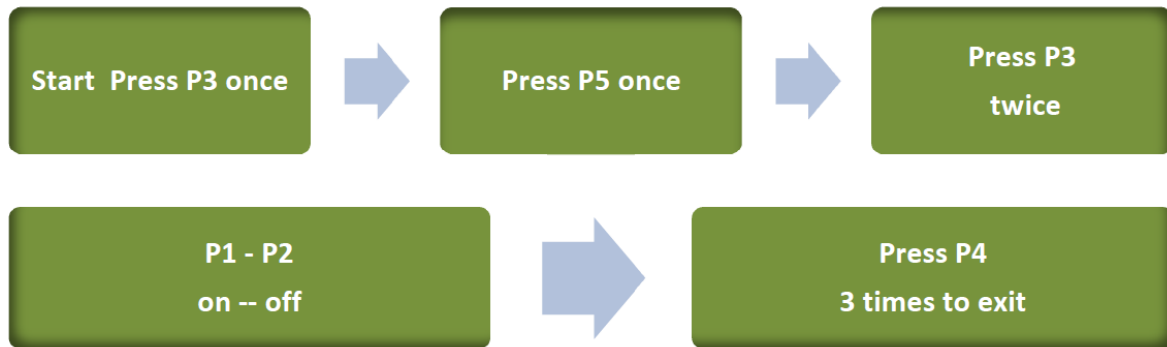 Start  Press P3 once
Press P5 once
Press P3
twice
P1 - P2
on -- off
Press P4
3 times to exit